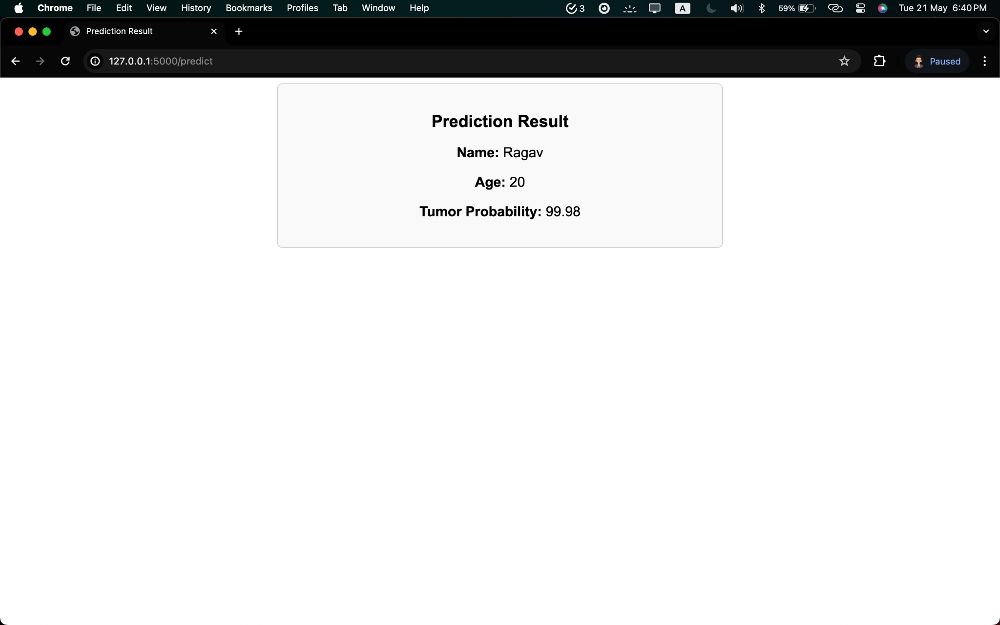 Chrome File Edit View History Bookmarks Profiles Tab Window Help 3 A 59% Tue 21 May 6:40 PM
Prediction Result
127.0.0.1:5000/predict Paused
Prediction Result
Name: Ragav
Age: 20
Tumor Probability: 99.98